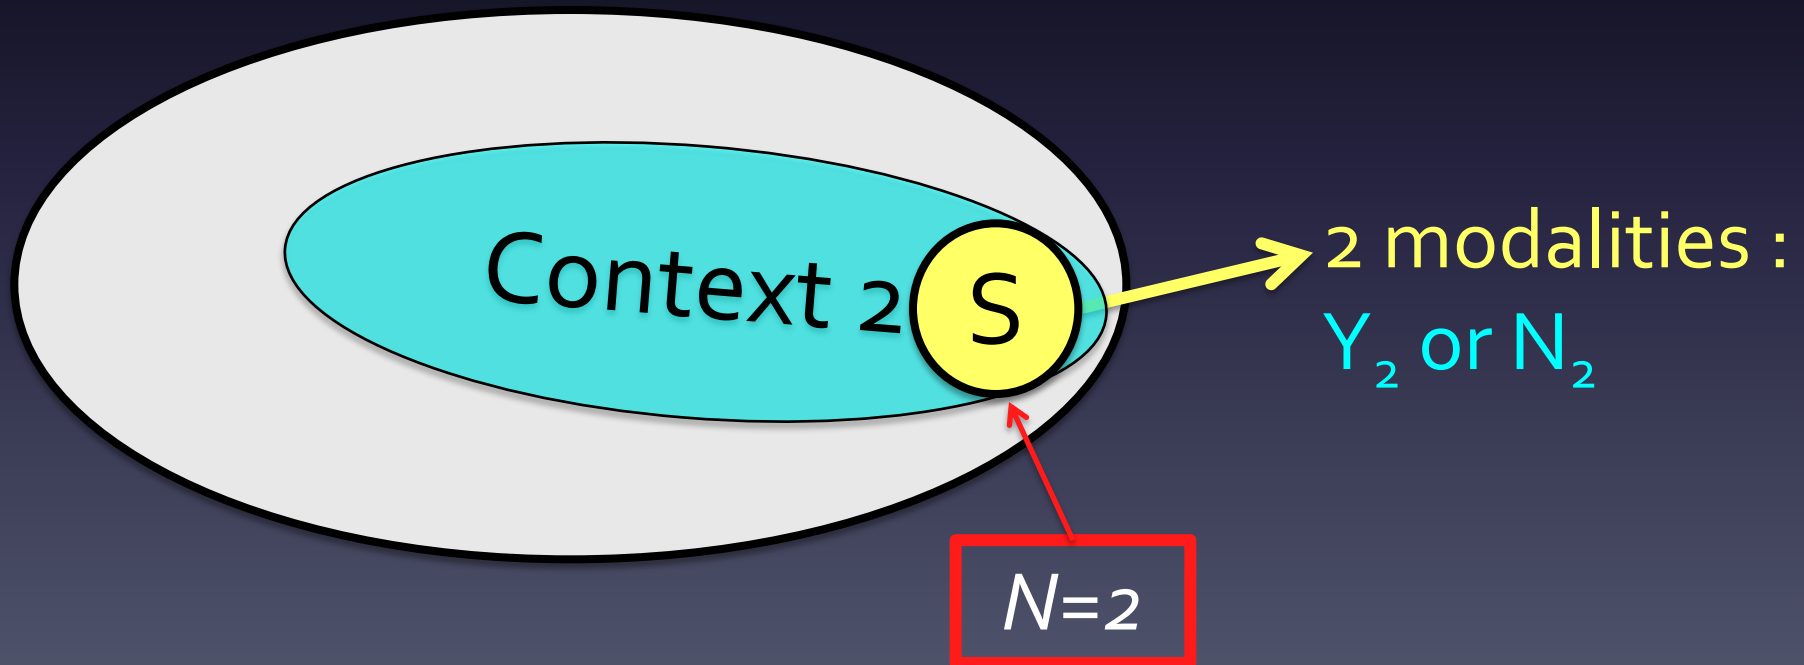 Context 2
S
2 modalities :
Y₂ or N₂
N=2